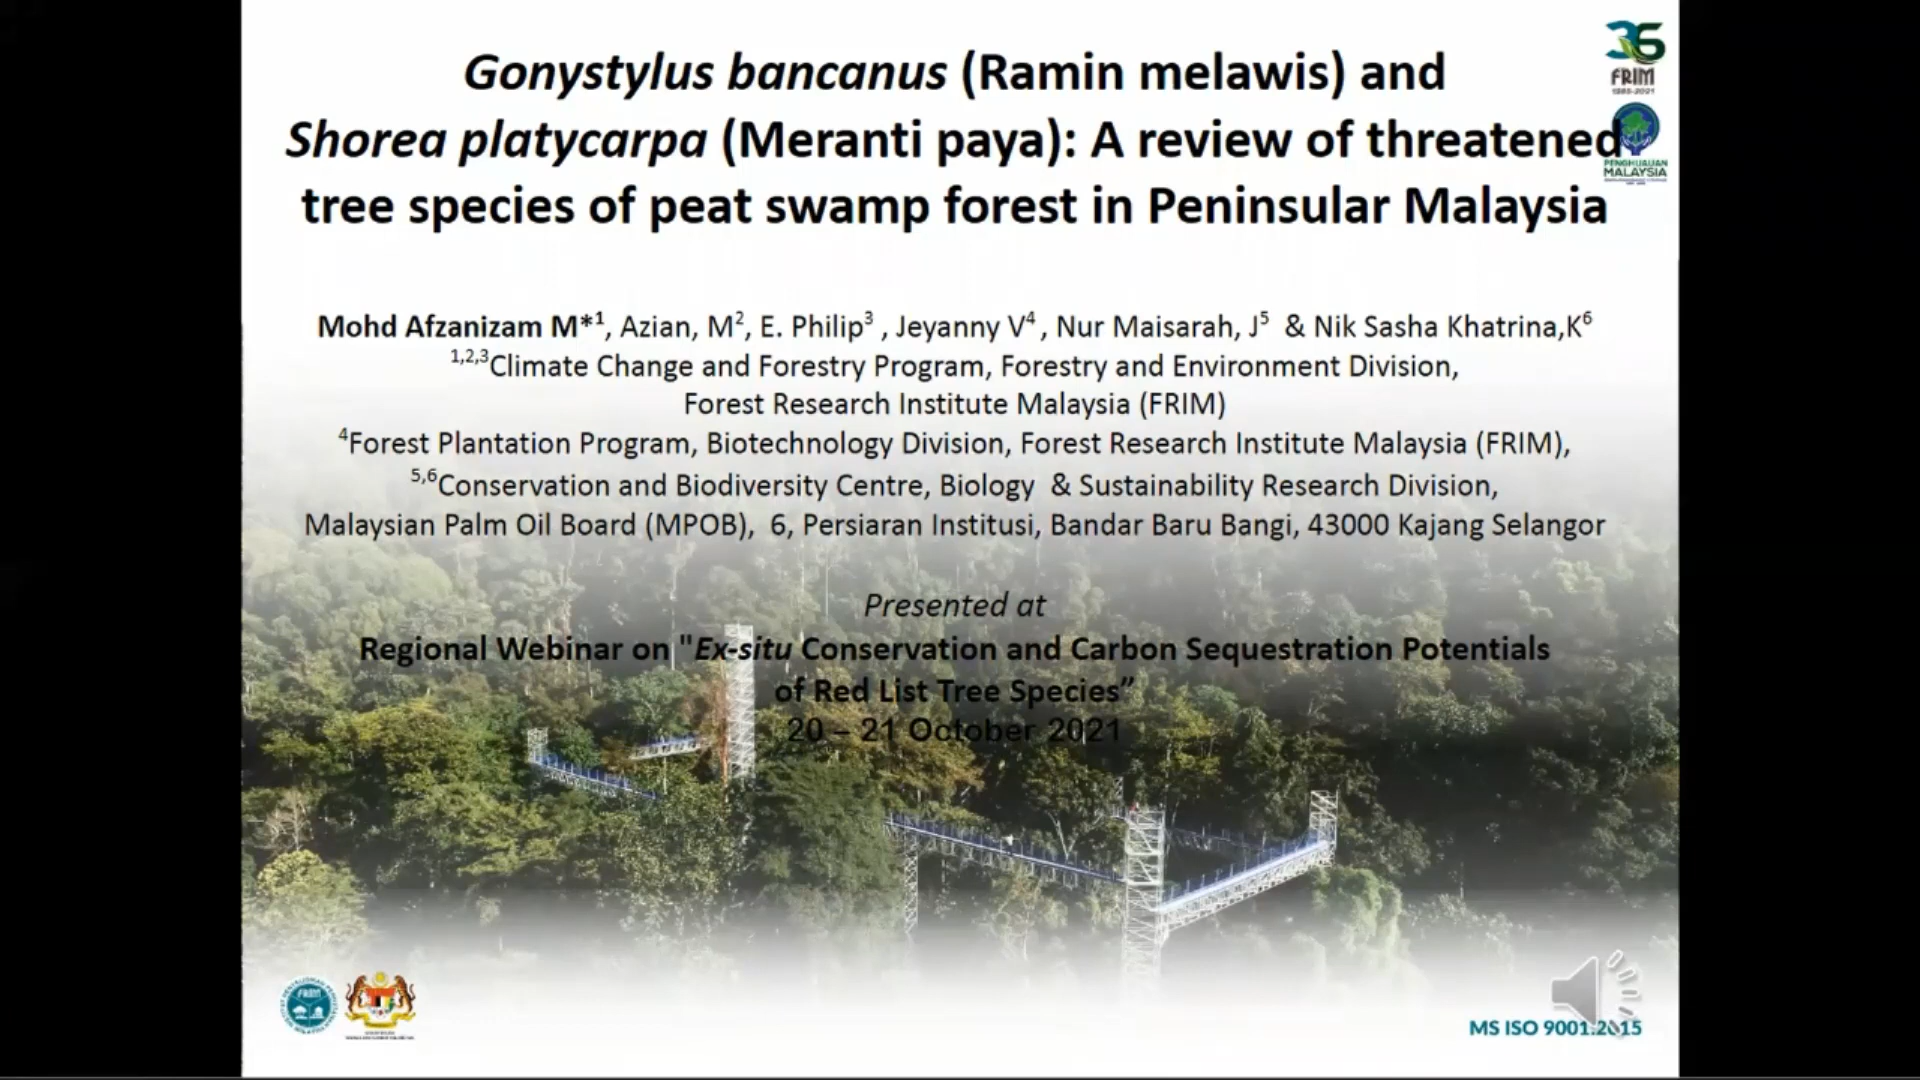 Gonystylus bancanus (Ramin melawis) and
Shorea platycarpa (Meranti paya): A review of threatened
tree species of peat swamp forest in Peninsular Malaysia
36
FRIM
1985-2021
PENGHIJAUAN
MALAYSIA
Mohd Afzanizam M*1, Azian, M2, E. Philip3 , Jeyanny V4 , Nur Maisarah, J5 & Nik Sasha Khatrina,K6
1,2,3Climate Change and Forestry Program, Forestry and Environment Division,
Forest Research Institute Malaysia (FRIM)
4Forest Plantation Program, Biotechnology Division, Forest Research Institute Malaysia (FRIM),
5,6Conservation and Biodiversity Centre, Biology & Sustainability Research Division,
Malaysian Palm Oil Board (MPOB), 6, Persiaran Institusi, Bandar Baru Bangi, 43000 Kajang Selangor
Presented at
Regional Webinar on "Ex-situ Conservation and Carbon Sequestration Potentials
of Red List Tree Species”
20 – 21 October 2021
FRIM
MS ISO 9001:2015